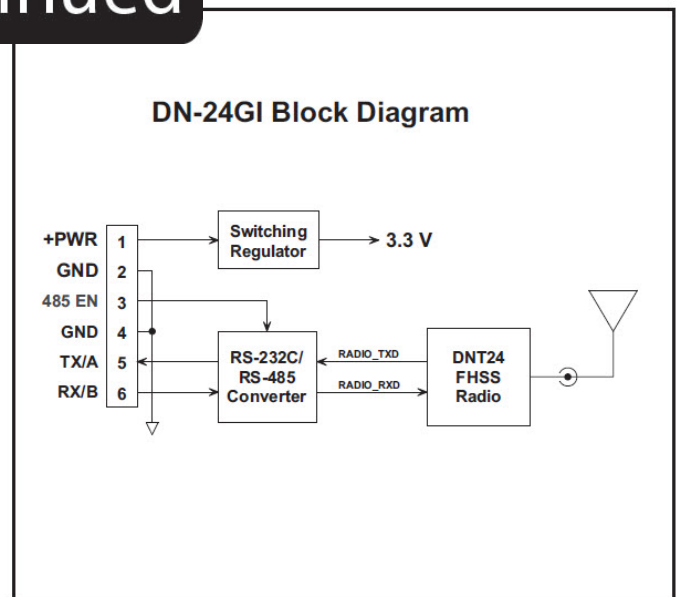 DN-24GI Block Diagram
+PWR 1
Switching
Regulator
3.3 V
GND 2
485 EN 3
GND 4
TX/A 5
RX/B 6
RS-232C/
RS-485
Converter
RADIO_TXD
RADIO_RXD
DNT24
FHSS
Radio